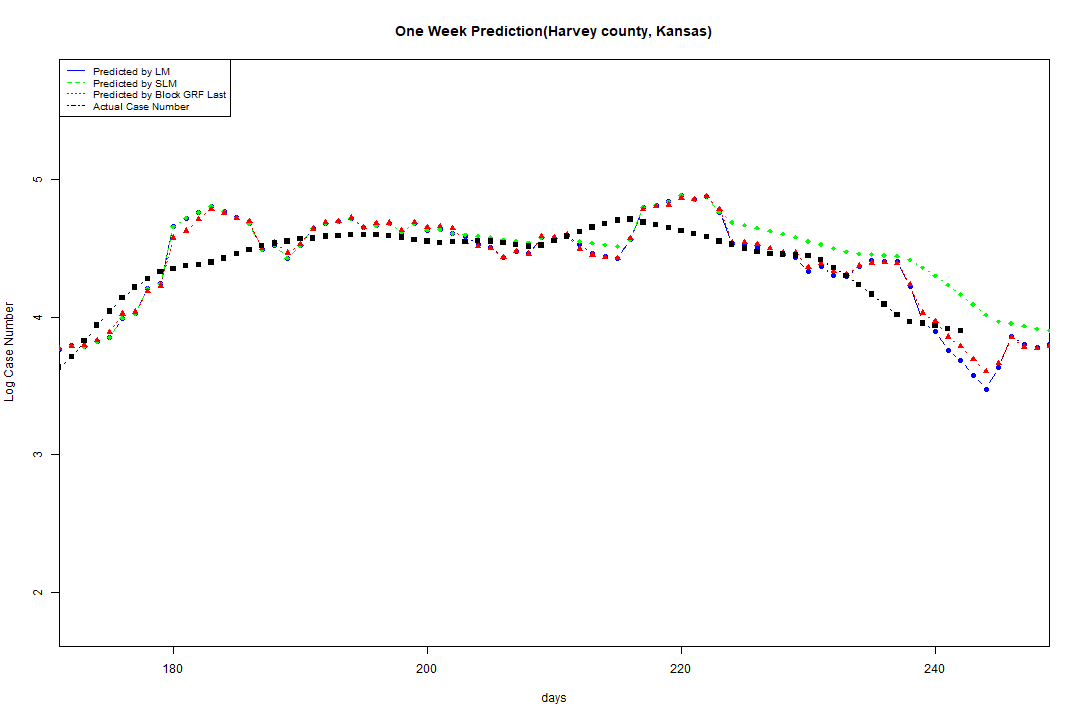 One Week Prediction(Harvey county, Kansas)
Predicted by LM
Predicted by SLM
Predicted by Block GRF Last
Actual Case Number
5
4
3
2
Log Case Number
180 200 220 240
days